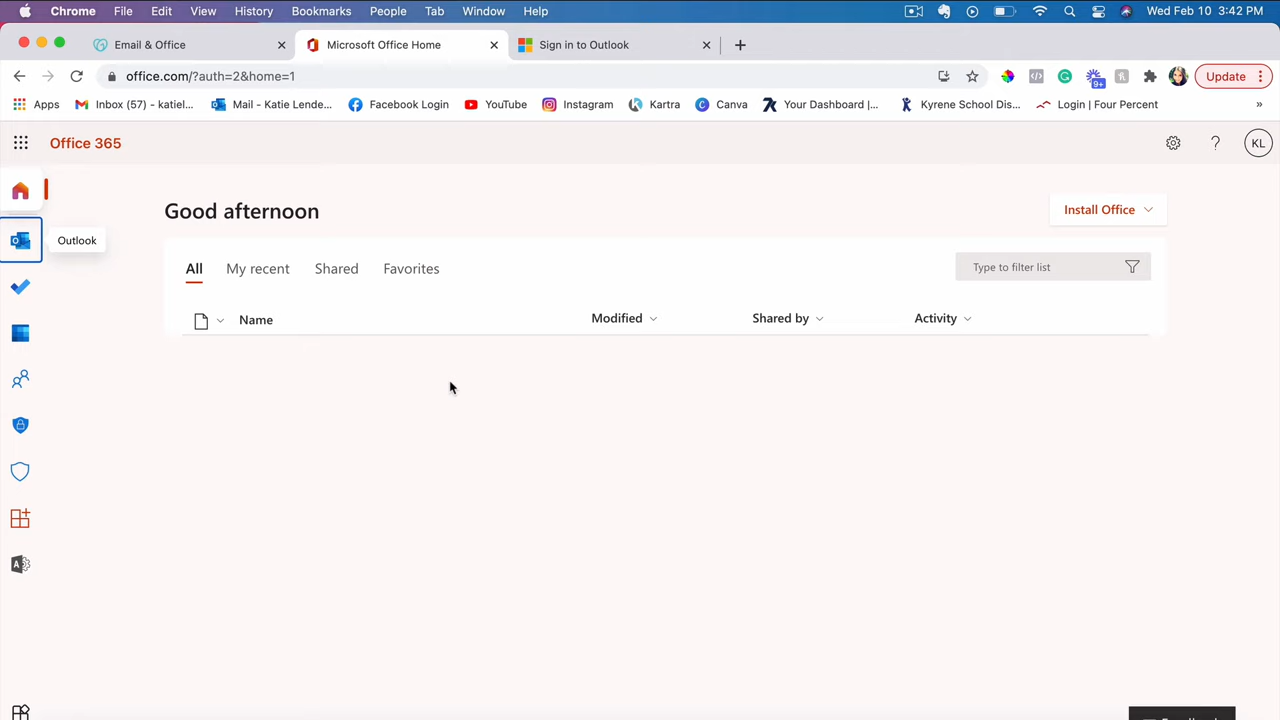 Chrome File Edit View History Bookmarks People Tab Window Help Wed Feb 10 3:42 PM
Email & Office Microsoft Office Home Sign in to Outlook
office.com/?auth=2&home=1 9+ Update
Apps Inbox (57) - katiel... Mail - Katie Lende... Facebook Login YouTube Instagram Kartra Canva Your Dashboard |... Kyrene School Dis... Login | Four Percent »
Office 365 ? KL
Good afternoon
Install Office
Outlook
All My recent Shared Favorites
Type to filter list
Name Modified Shared by Activity